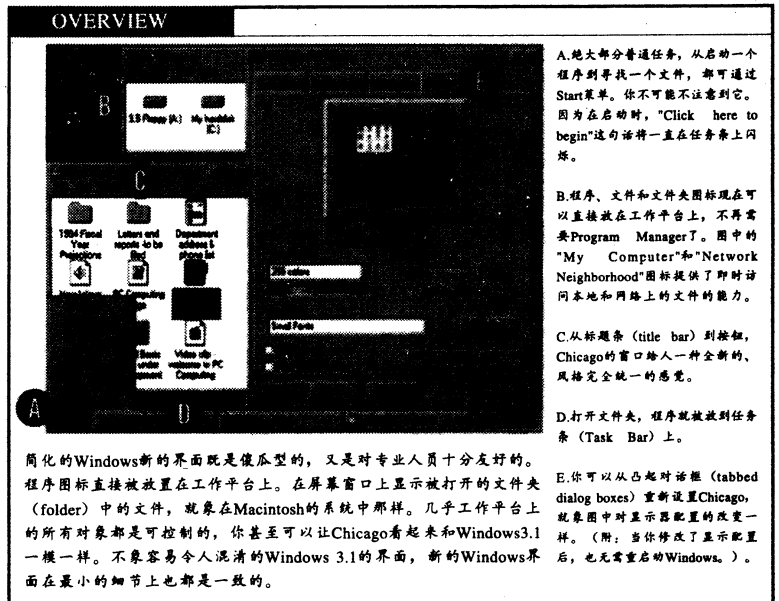 OVERVIEW
B
3.5 Floppy (A:)
My harddisk
(C:)
C
1994 Fiscal
Year
Projections
Letters and
reports -to be
filed
Department
address &
phone list
PC Computing
256 colors
Small Fonts
Video clip
welcome to PC
Computing
A
D
A.绝大部分普通任务，从启动一个
程序到寻找一个文件，都可通过
Start菜单。你不可能不注意到它。
因为在启动时，"Click here to
begin"这句话将一直在任务条上闪
烁。
B.程序、文件和文件夹图标现在可
以直接放在工作平台上，不再需
要Program Manager了。图中的
"My Computer"和"Network
Neighborhood"图标提供了即时访
问本地和网络上的文件的能力。
C.从标题条（title bar）到按钮，
Chicago的窗口给人一种全新的、
风格完全统一的感觉。
D.打开文件夹，程序就被放到任务
条（Task Bar）上。
E.你可以从凸起对话框（tabbed
dialog boxes）重新设置Chicago，
就象图中对显示器配置的改变一
样。（附：当你修改了显示配置
后，也无需重启动Windows。）。
简化的Windows新的界面既是傻瓜型的，又是对专业人员十分友好的。
程序图标直接被放置在工作平台上。在屏幕窗口上显示被打开的文件夹
（folder）中的文件，就象在Macintosh的系统中那样。几乎工作平台上
的所有对象都是可控制的，你甚至可以让Chicago看起来和Windows3.1
一模一样。不象容易令人混清的Windows 3.1的界面，新的Windows界
面在最小的细节上也都是一致的。